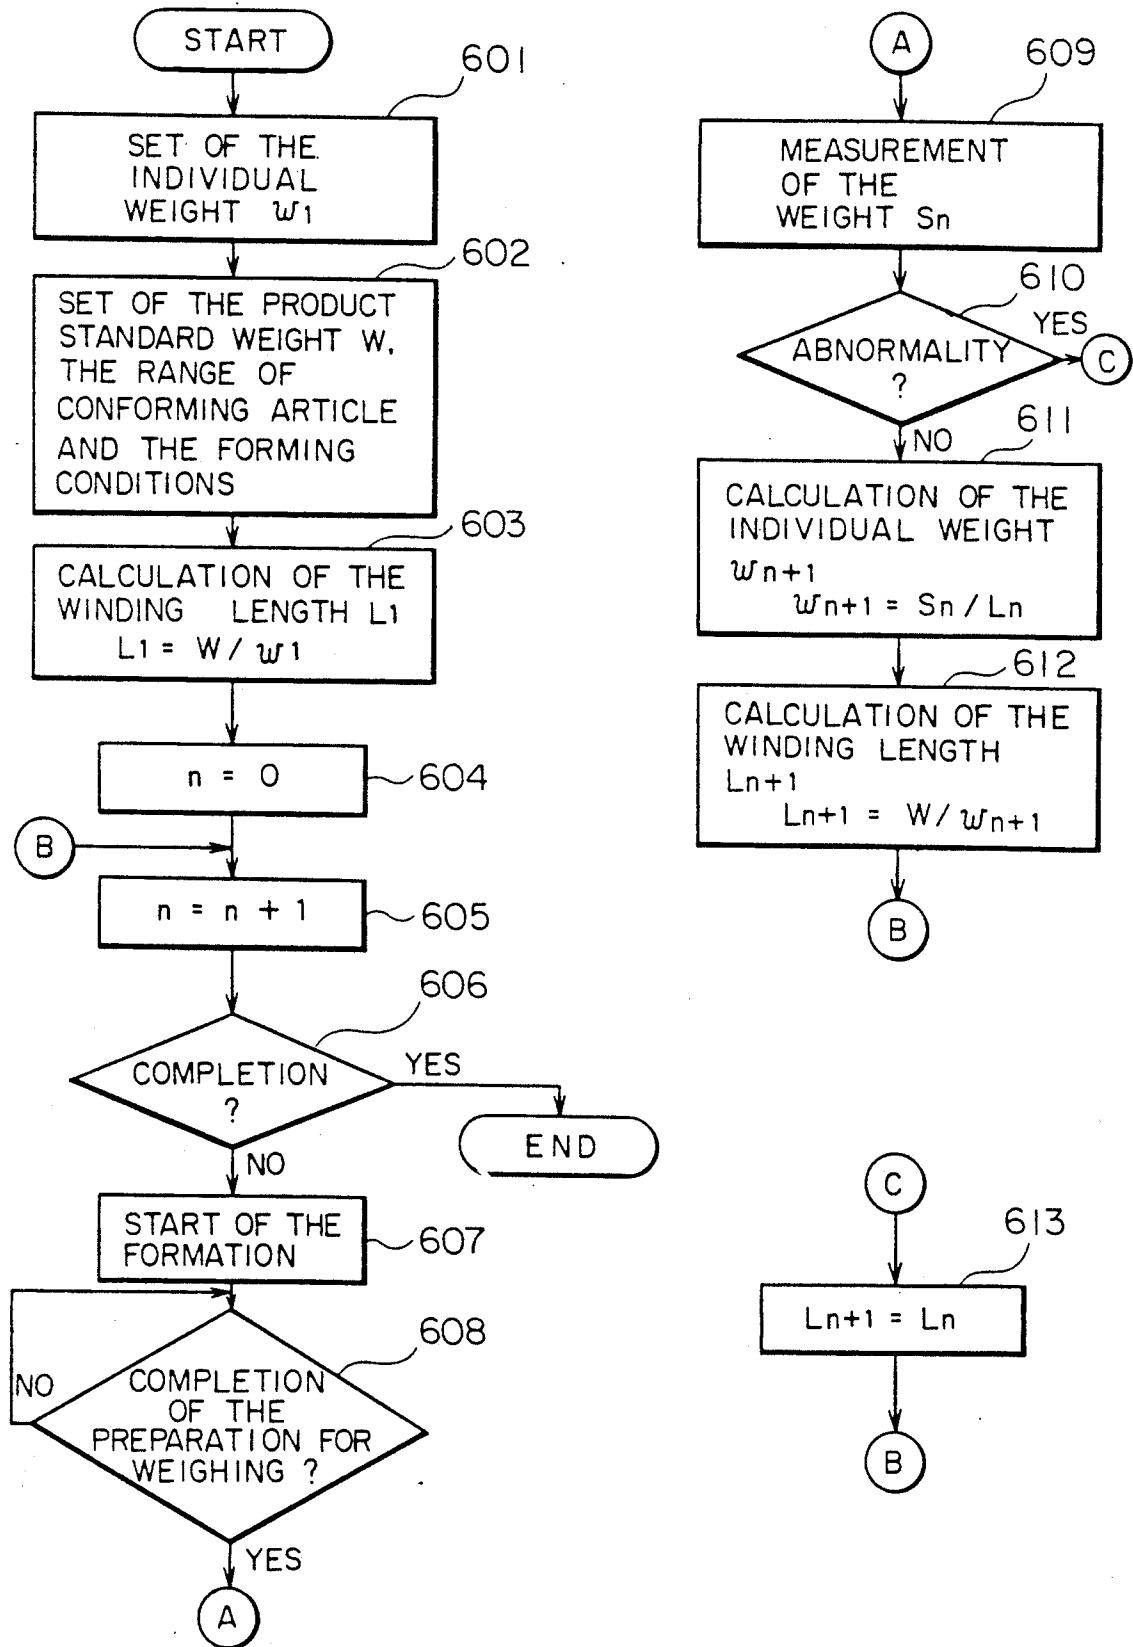 START
601
SET OF THE
INDIVIDUAL
WEIGHT w1
602
SET OF THE PRODUCT
STANDARD WEIGHT W,
THE RANGE OF
CONFORMING ARTICLE
AND THE FORMING
CONDITIONS
603
CALCULATION OF THE
WINDING LENGTH L1
L1 = W / w1
n = 0
604
B
n = n + 1
605
606
COMPLETION
?
YES
END
NO
START OF THE
FORMATION
607
608
NO
COMPLETION
OF THE
PREPARATION FOR
WEIGHING ?
YES
A
A
609
MEASUREMENT
OF THE
WEIGHT Sn
610
YES
ABNORMALITY
?
C
NO
611
CALCULATION OF THE
INDIVIDUAL WEIGHT
wn+1
wn+1 = Sn / Ln
612
CALCULATION OF THE
WINDING LENGTH
Ln+1
Ln+1 = W / wn+1
B
C
613
Ln+1 = Ln
B